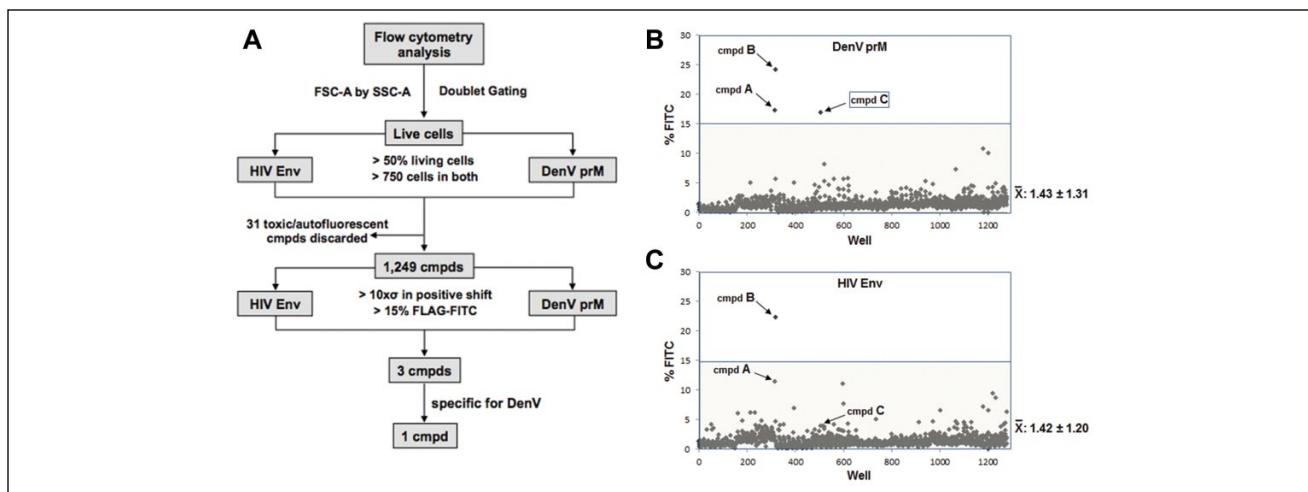 A
Flow cytometry
analysis
FSC-A by SSC-A
Doublet Gating
Live cells
HIV Env
> 50% living cells
> 750 cells in both
DenV prM
31 toxic/autofluorescent
cmpds discarded
1,249 cmpds
HIV Env
> 10xσ in positive shift
> 15% FLAG-FITC
DenV prM
3 cmpds
specific for DenV
1 cmpd
B
DenV prM
30
25
20
15
10
5
0
% FITC
cmpd B
cmpd A
cmpd C
X̄: 1.43 ± 1.31
0 200 400 600 800 1000 1200
Well
C
HIV Env
30
25
20
15
10
5
0
% FITC
cmpd B
cmpd A
cmpd C
X̄: 1.42 ± 1.20
0 200 400 600 800 1000 1200
Well